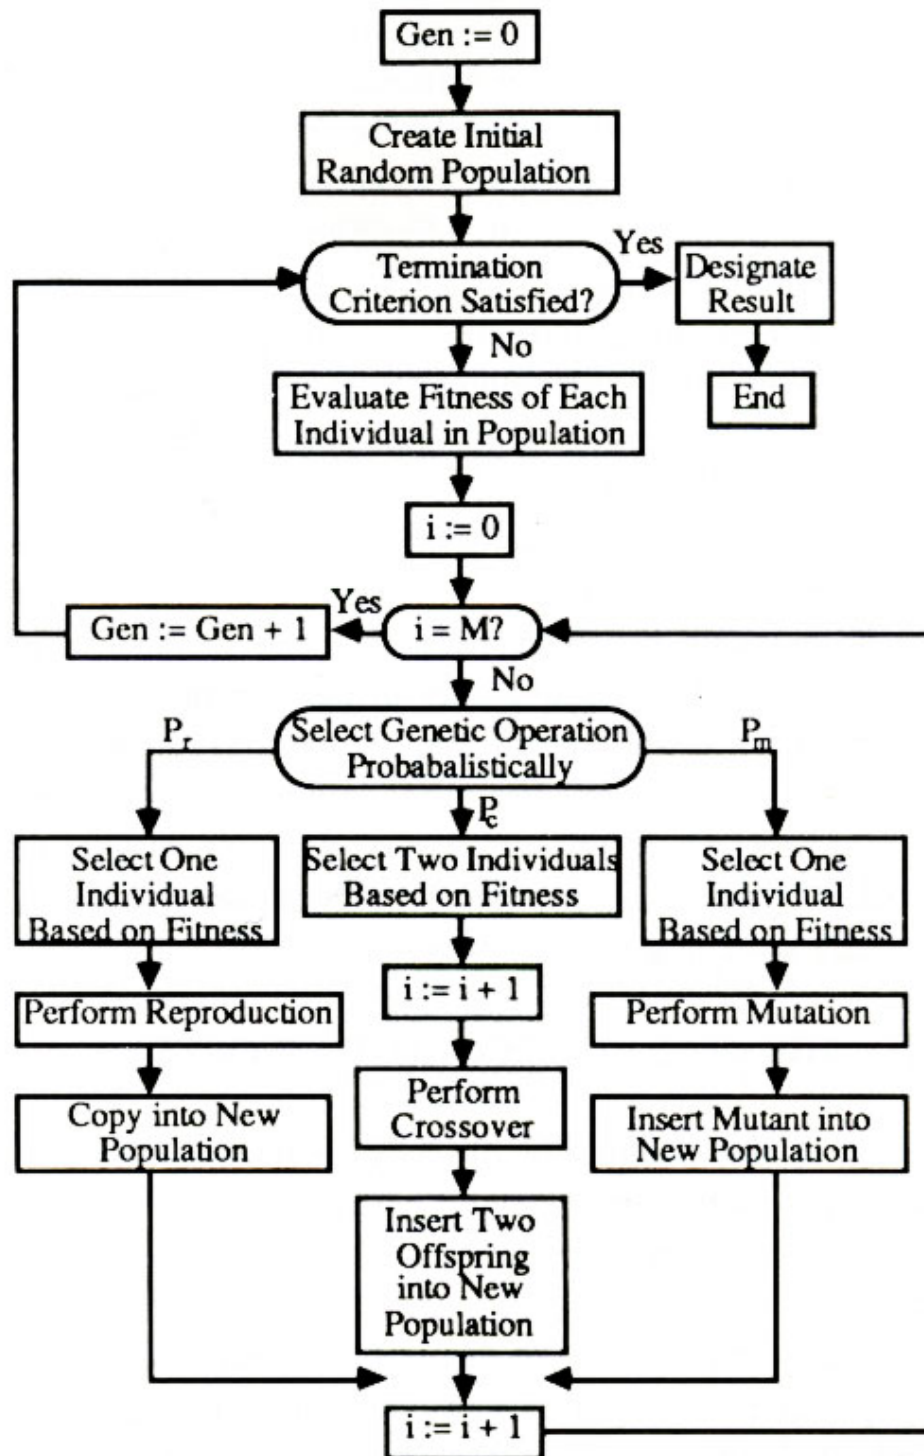 Gen := 0
Create Initial
Random Population
Termination
Criterion Satisfied?
Yes
Designate
Result
End
No
Evaluate Fitness of Each
Individual in Population
i := 0
i = M?
Yes
Gen := Gen + 1
No
Select Genetic Operation
Probabalistically
Pr
Pc
Pm
Select One
Individual
Based on Fitness
Perform Reproduction
Copy into New
Population
Select Two Individuals
Based on Fitness
i := i + 1
Perform
Crossover
Insert Two
Offspring
into New
Population
Select One
Individual
Based on Fitness
Perform Mutation
Insert Mutant into
New Population
i := i + 1